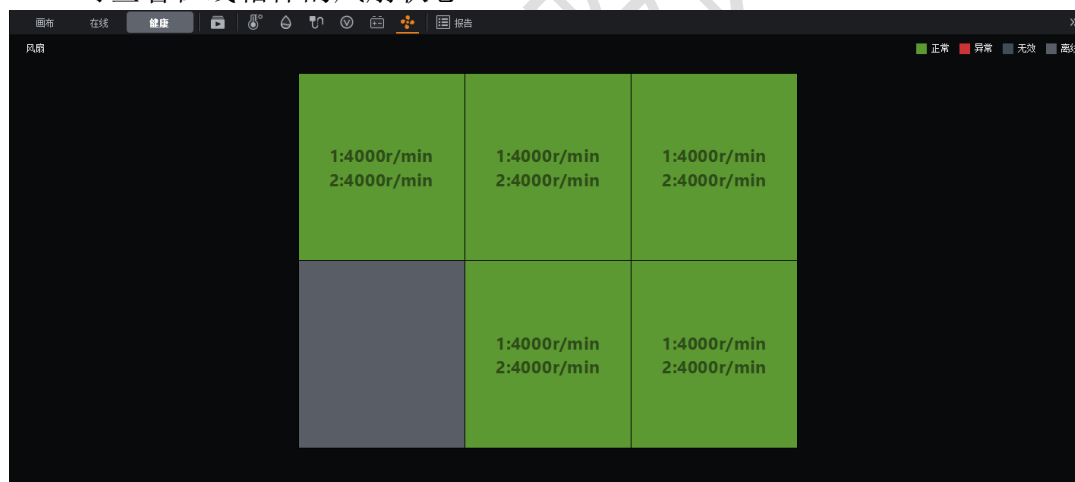 画布 在线 健康 报告
风扇 正常 异常 无效 离线
1:4000r/min 1:4000r/min 1:4000r/min
2:4000r/min 2:4000r/min 2:4000r/min
1:4000r/min 1:4000r/min
2:4000r/min 2:4000r/min